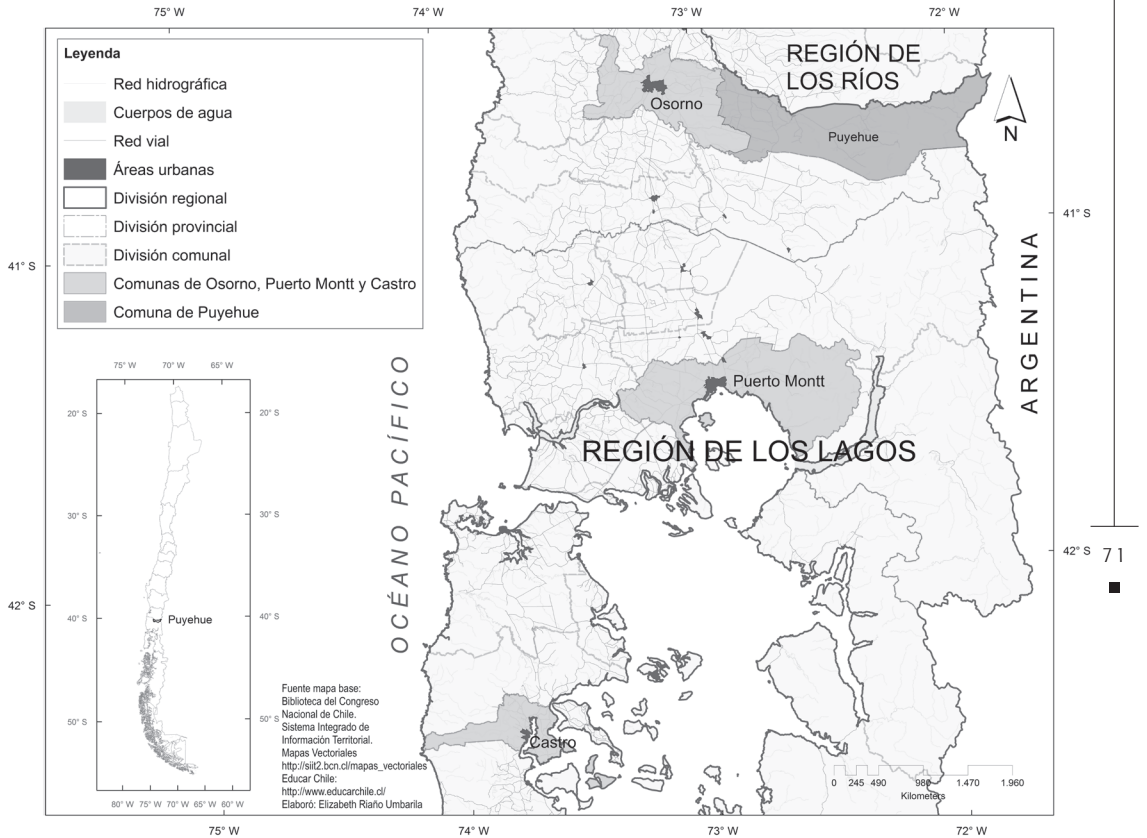 75° W
74° W
73° W
72° W
Leyenda
Red hidrográfica
Cuerpos de agua
Red vial
Áreas urbanas
División regional
División provincial
División comunal
Comunas de Osorno, Puerto Montt y Castro
Comuna de Puyehue
REGIÓN DE
LOS RÍOS
N
Osorno
Puyehue
41° S
41° S
ARGENTINA
OCÉANO PACÍFICO
Puerto Montt
REGIÓN DE LOS LAGOS
42° S
71
42° S
75° W
70° W
65° W
20° S
20° S
30° S
30° S
40° S
Puyehue
40° S
50° S
50° S
80° W
75° W
70° W
65° W
60° W
Fuente mapa base:
Biblioteca del Congreso
Nacional de Chile.
Sistema Integrado de
Información Territorial.
Mapas Vectoriales
http://siit2.bcn.cl/mapas_vectoriales
Educar Chile:
http://www.educarchile.cl/
Elaboró: Elizabeth Riaño Umbarila
Castro
0 245 490 980 1.470 1.960
Kilometers
75° W
74° W
73° W
72° W